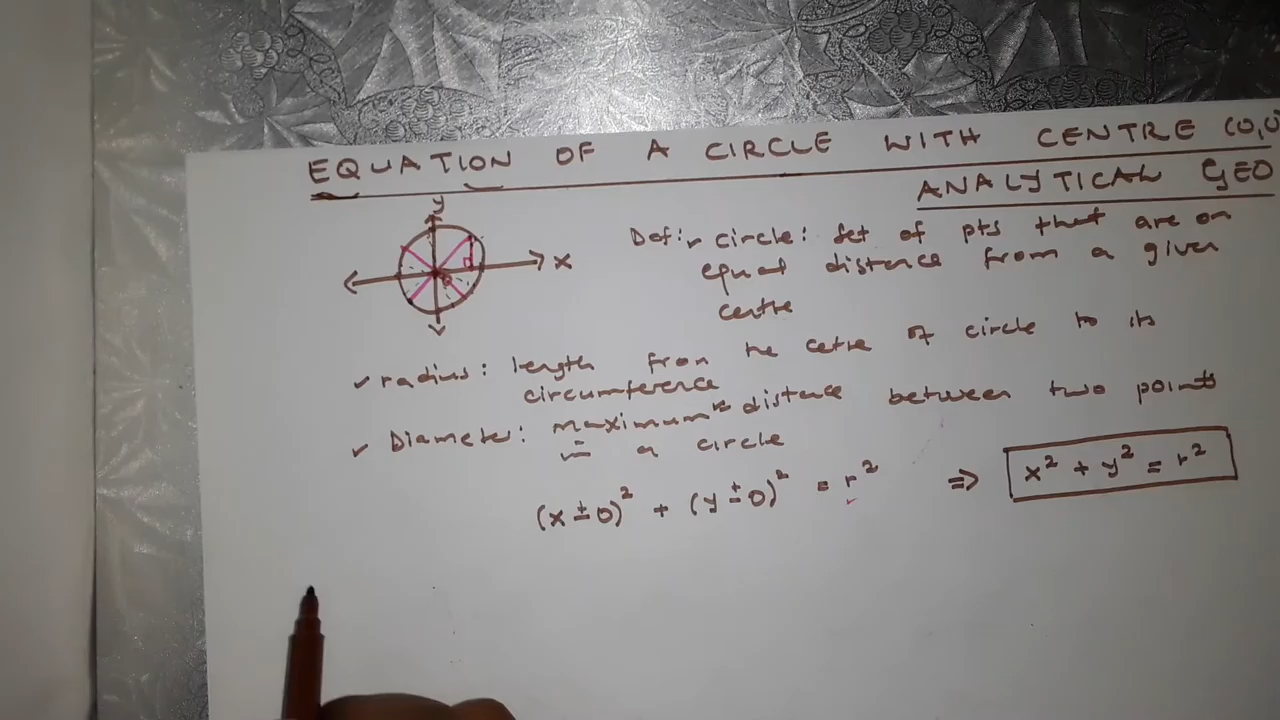 EQUATION OF A CIRCLE WITH CENTRE (0,0
ANALYTICAL GEO
y
x
Def: circle: set of pts that are on
equal distance from a given
centre
✓ radius: length from the cetre of circle to its
circumference
✓ Diameter: maximum distace between two points
in a circle
(x ± 0)² + (y ± 0)² = r² ⇒ x² + y² = r²